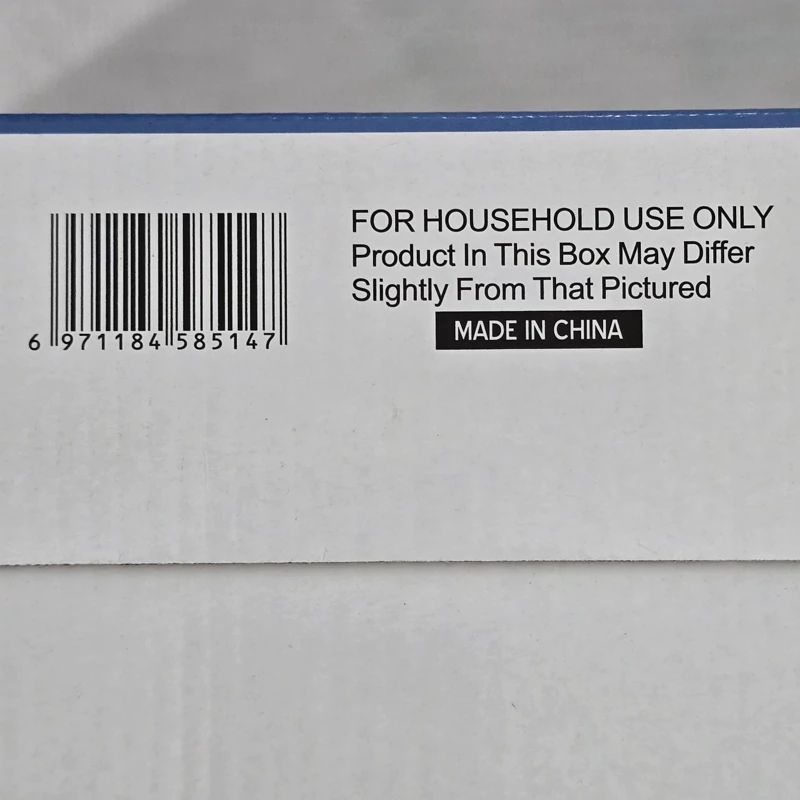 FOR HOUSEHOLD USE ONLY
Product In This Box May Differ
Slightly From That Pictured
MADE IN CHINA
6 971184 585147